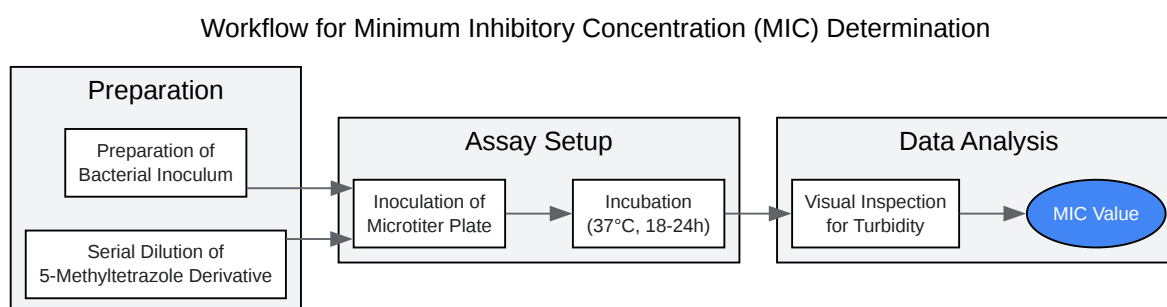 Workflow for Minimum Inhibitory Concentration (MIC) Determination
Preparation
Preparation of
Bacterial Inoculum
Serial Dilution of
5-Methyltetrazole Derivative
Assay Setup
Inoculation of
Microtiter Plate
Incubation
(37°C, 18-24h)
Data Analysis
Visual Inspection
for Turbidity
MIC Value